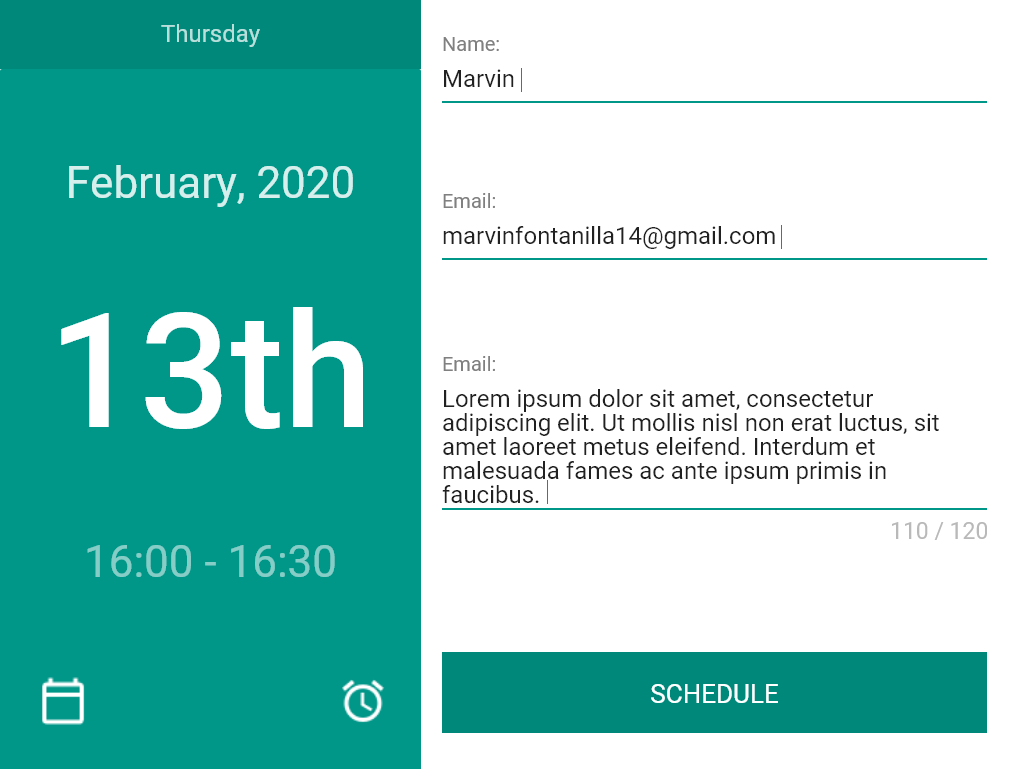 Thursday
February, 2020
13th
16:00 - 16:30
Name:
Marvin
Email:
marvinfontanilla14@gmail.com
Email:
Lorem ipsum dolor sit amet, consectetur
adipiscing elit. Ut mollis nisl non erat luctus, sit
amet laoreet metus eleifend. Interdum et
malesuada fames ac ante ipsum primis in
faucibus.
110 / 120
SCHEDULE